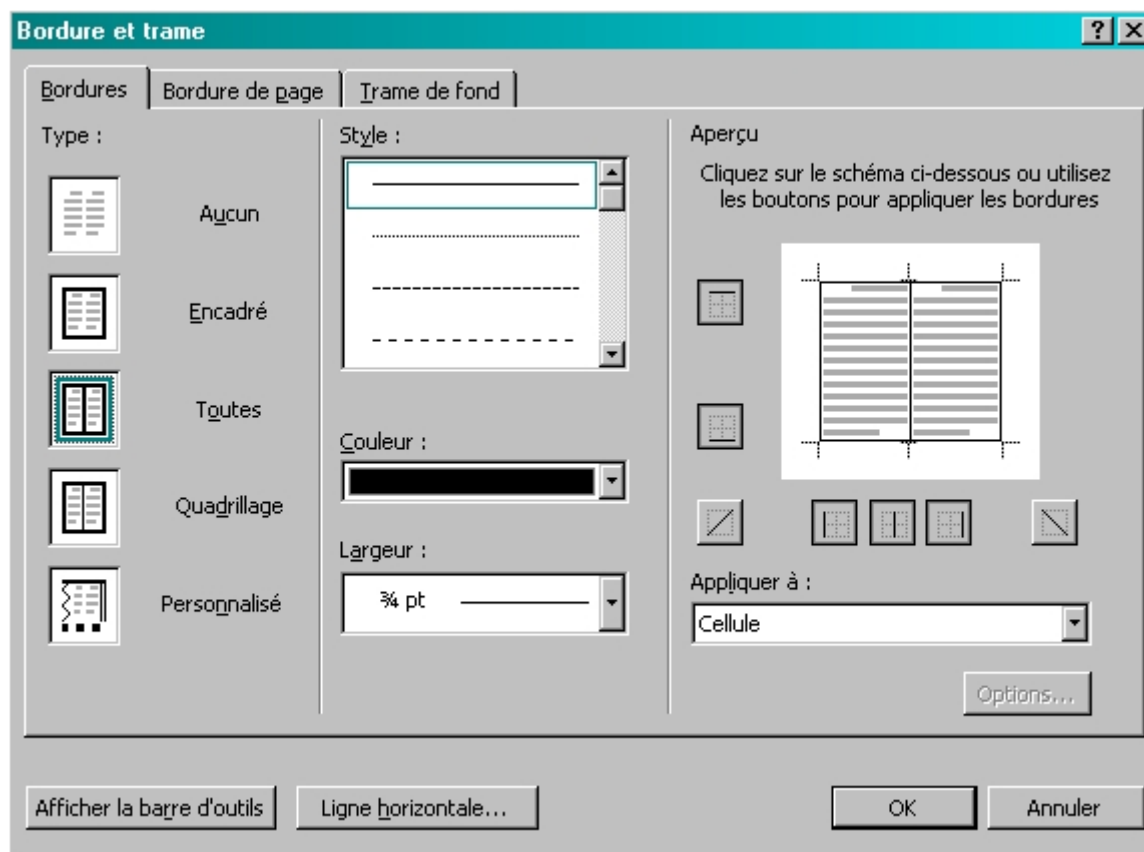 Bordure et trame
Bordures
Bordure de page
Trame de fond
Type :
Aucun
Encadré
Toutes
Quadrillage
Personnalisé
Style :
Couleur :
Largeur :
¾ pt
Aperçu
Cliquez sur le schéma ci-dessous ou utilisez
les boutons pour appliquer les bordures
Appliquer à :
Cellule
Options...
Afficher la barre d'outils
Ligne horizontale...
OK
Annuler